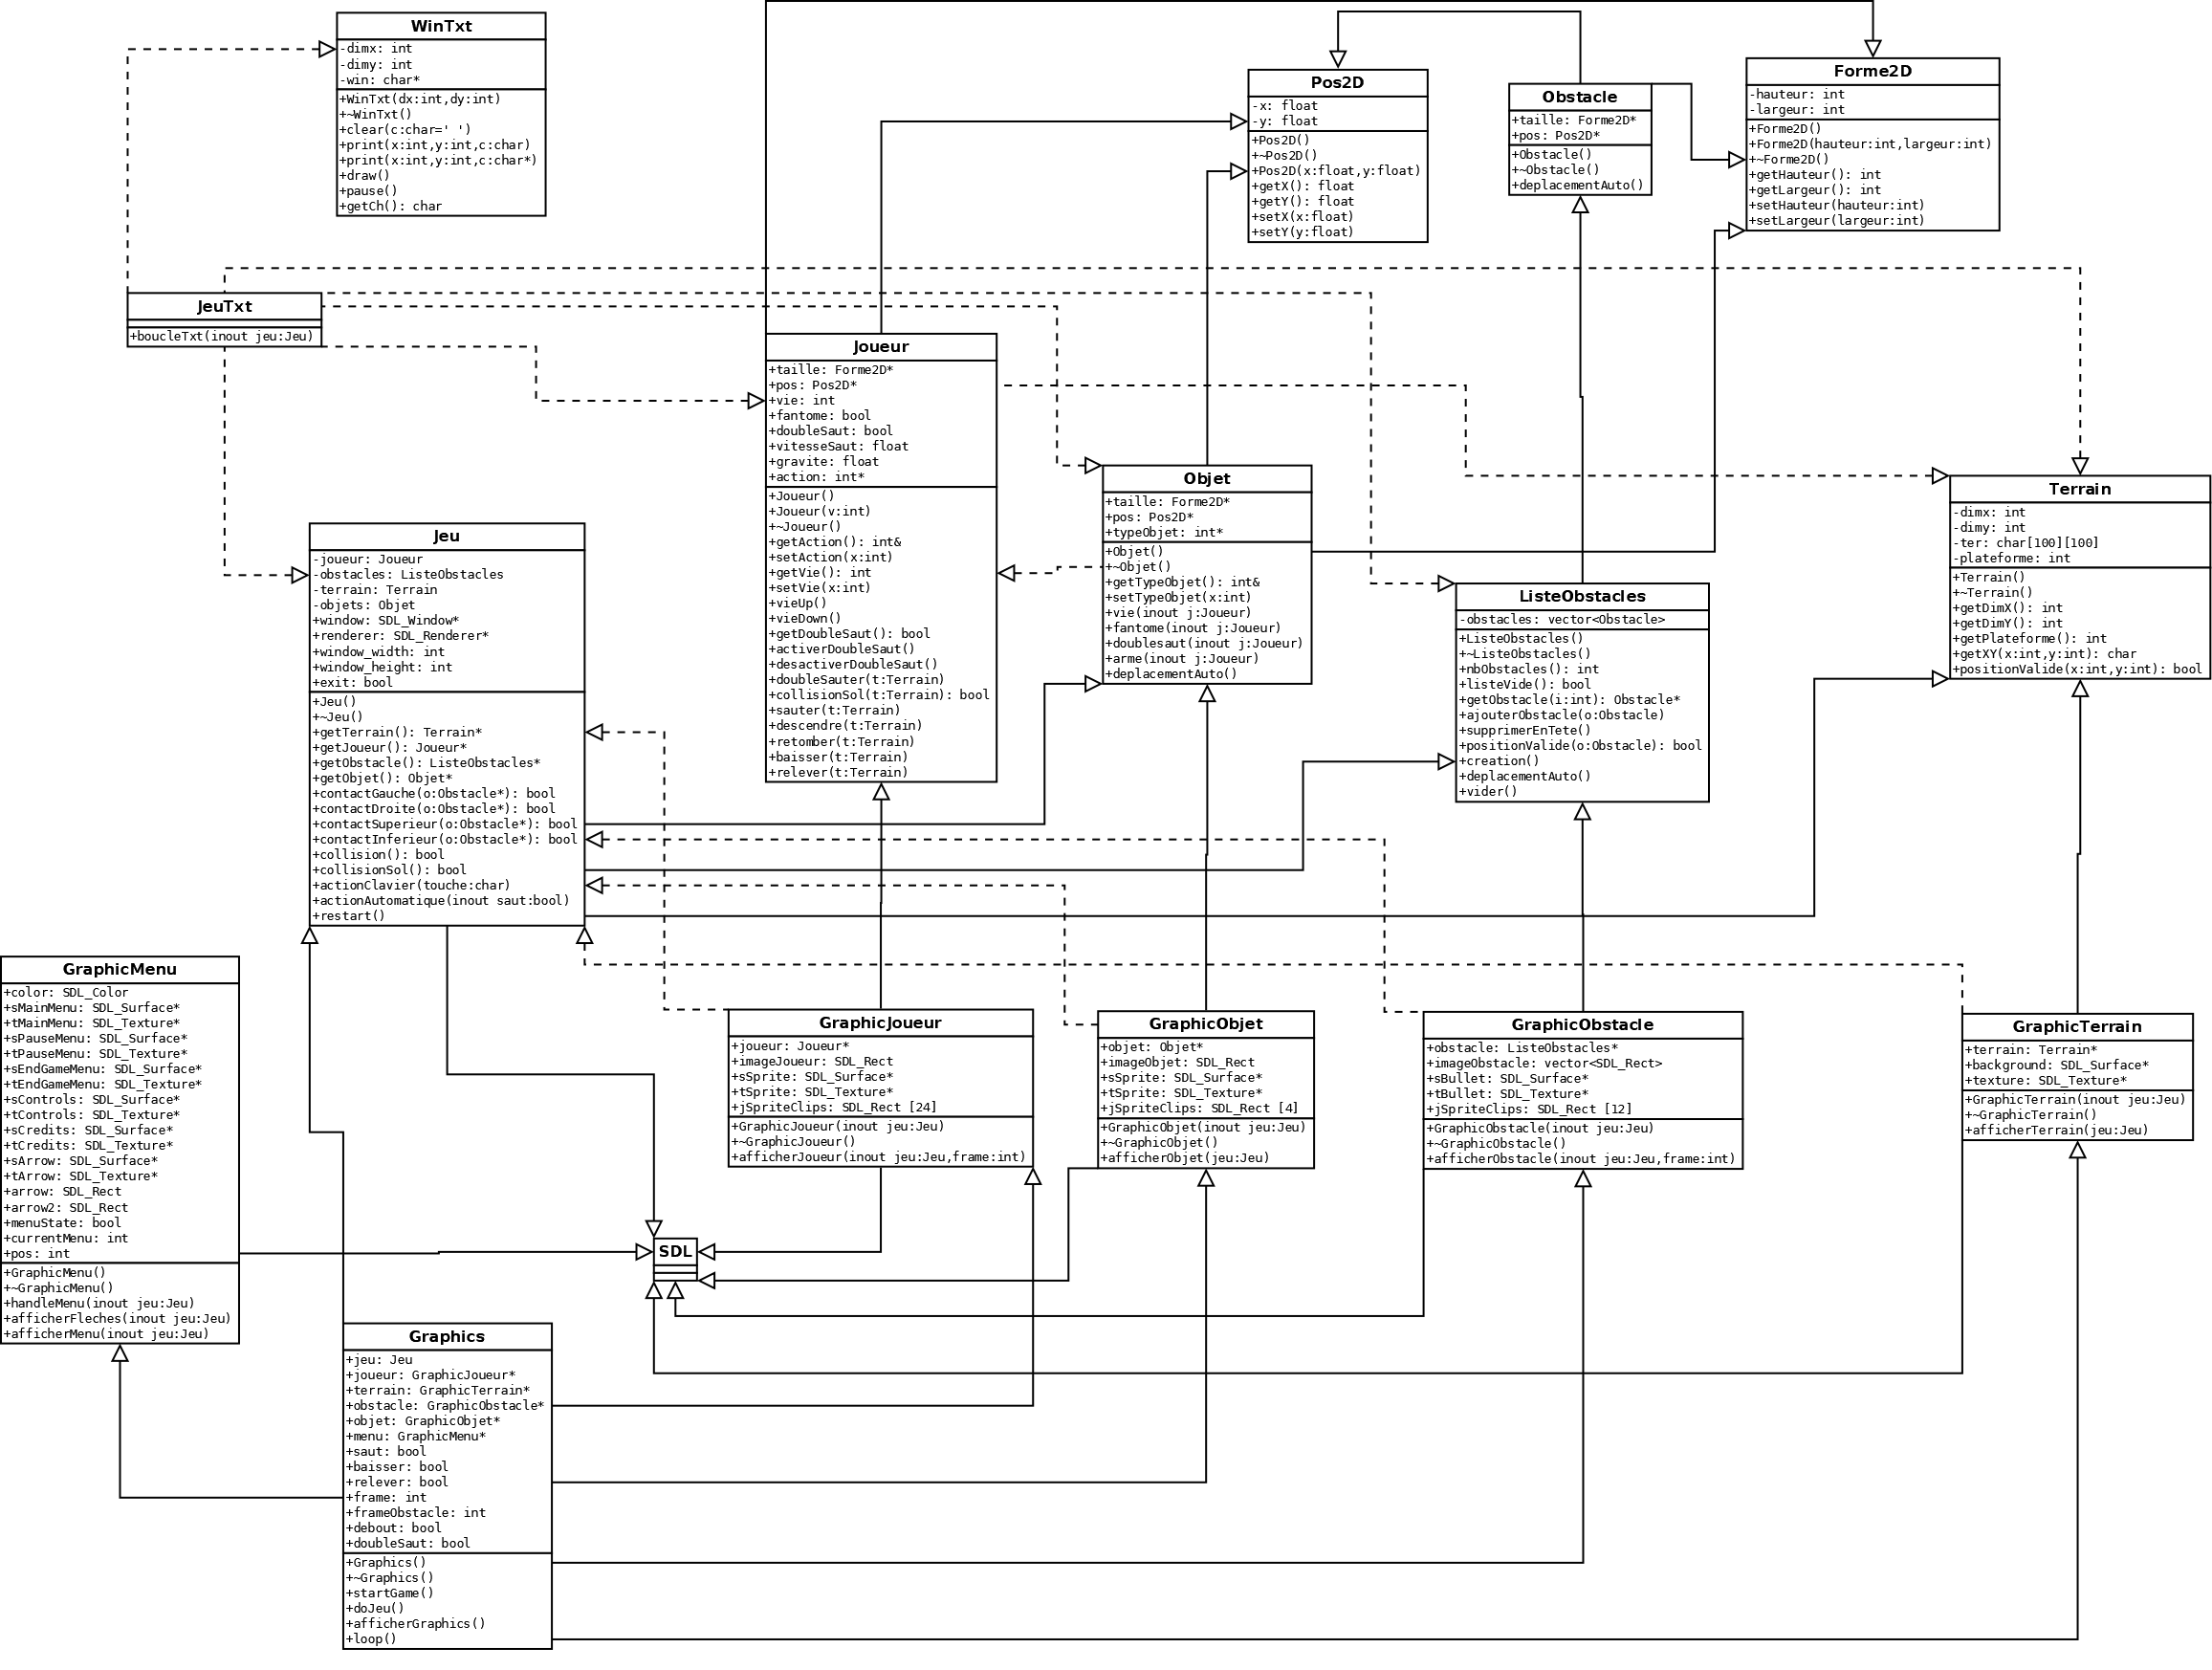 WinTxt
-dimx: int
-dimy: int
-win: char*
+WinTxt(dx:int,dy:int)
+~WinTxt()
+clear(c:char=' ')
+print(x:int,y:int,c:char)
+print(x:int,y:int,c:char*)
+draw()
+pause()
+getCh(): char
Pos2D
-x: float
-y: float
+Pos2D()
+~Pos2D()
+Pos2D(x:float,y:float)
+getX(): float
+getY(): float
+setX(x:float)
+setY(y:float)
Obstacle
+taille: Forme2D*
+pos: Pos2D*
+Obstacle()
+~Obstacle()
+deplacementAuto()
Forme2D
-hauteur: int
-largeur: int
+Forme2D()
+Forme2D(hauteur:int,largeur:int)
+~Forme2D()
+getHauteur(): int
+getLargeur(): int
+setHauteur(hauteur:int)
+setLargeur(largeur:int)
JeuTxt
+boucleTxt(inout jeu:Jeu)
Joueur
+taille: Forme2D*
+pos: Pos2D*
+vie: int
+fantome: bool
+doubleSaut: bool
+vitesseSaut: float
+gravite: float
+action: int*
+Joueur()
+Joueur(v:int)
+~Joueur()
+getAction(): int&
+setAction(x:int)
+getVie(): int
+setVie(x:int)
+vieUp()
+vieDown()
+getDoubleSaut(): bool
+activerDoubleSaut()
+desactiverDoubleSaut()
+doubleSauter(t:Terrain)
+collisionSol(t:Terrain): bool
+sauter(t:Terrain)
+descendre(t:Terrain)
+retomber(t:Terrain)
+baisser(t:Terrain)
+relever(t:Terrain)
Objet
+taille: Forme2D*
+pos: Pos2D*
+typeObjet: int*
+Objet()
+~Objet()
+getTypeObjet(): int&
+setTypeObjet(x:int)
+vie(inout j:Joueur)
+fantome(inout j:Joueur)
+doublesaut(inout j:Joueur)
+arme(inout j:Joueur)
+deplacementAuto()
Terrain
-dimx: int
-dimy: int
-ter: char[100][100]
-plateforme: int
+Terrain()
+~Terrain()
+getDimX(): int
+getDimY(): int
+getPlateforme(): int
+getXY(x:int,y:int): char
+positionValide(x:int,y:int): bool
Jeu
-joueur: Joueur
-obstacles: ListeObstacles
-terrain: Terrain
-objets: Objet
+window: SDL_Window*
+renderer: SDL_Renderer*
+window_width: int
+window_height: int
+exit: bool
+Jeu()
+~Jeu()
+getTerrain(): Terrain*
+getJoueur(): Joueur*
+getObstacle(): ListeObstacles*
+getObjet(): Objet*
+contactGauche(o:Obstacle*): bool
+contactDroite(o:Obstacle*): bool
+contactSuperieur(o:Obstacle*): bool
+contactInferieur(o:Obstacle*): bool
+collision(): bool
+collisionSol(): bool
+actionClavier(touche:char)
+actionAutomatique(inout saut:bool)
+restart()
ListeObstacles
-obstacles: vector<Obstacle>
+ListeObstacles()
+~ListeObstacles()
+nbObstacles(): int
+listeVide(): bool
+getObstacle(i:int): Obstacle*
+ajouterObstacle(o:Obstacle)
+supprimerEnTete()
+positionValide(o:Obstacle): bool
+creation()
+deplacementAuto()
+vider()
GraphicMenu
+color: SDL_Color
+sMainMenu: SDL_Surface*
+tMainMenu: SDL_Texture*
+sPauseMenu: SDL_Surface*
+tPauseMenu: SDL_Texture*
+sEndGameMenu: SDL_Surface*
+tEndGameMenu: SDL_Texture*
+sControls: SDL_Surface*
+tControls: SDL_Texture*
+sCredits: SDL_Surface*
+tCredits: SDL_Texture*
+sArrow: SDL_Surface*
+tArrow: SDL_Texture*
+arrow: SDL_Rect
+arrow2: SDL_Rect
+menuState: bool
+currentMenu: int
+pos: int
+GraphicMenu()
+~GraphicMenu()
+handleMenu(inout jeu:Jeu)
+afficherFleches(inout jeu:Jeu)
+afficherMenu(inout jeu:Jeu)
GraphicJoueur
+joueur: Joueur*
+imageJoueur: SDL_Rect
+sSprite: SDL_Surface*
+tSprite: SDL_Texture*
+jSpriteClips: SDL_Rect [24]
+GraphicJoueur(inout jeu:Jeu)
+~GraphicJoueur()
+afficherJoueur(inout jeu:Jeu,frame:int)
GraphicObjet
+objet: Objet*
+imageObjet: SDL_Rect
+sSprite: SDL_Surface*
+tSprite: SDL_Texture*
+jSpriteClips: SDL_Rect [4]
+GraphicObjet(inout jeu:Jeu)
+~GraphicObjet()
+afficherObjet(jeu:Jeu)
GraphicObstacle
+obstacle: ListeObstacles*
+imageObstacle: vector<SDL_Rect>
+sBullet: SDL_Surface*
+tBullet: SDL_Texture*
+jSpriteClips: SDL_Rect [12]
+GraphicObstacle(inout jeu:Jeu)
+~GraphicObstacle()
+afficherObstacle(inout jeu:Jeu,frame:int)
GraphicTerrain
+terrain: Terrain*
+background: SDL_Surface*
+texture: SDL_Texture*
+GraphicTerrain(inout jeu:Jeu)
+~GraphicTerrain()
+afficherTerrain(jeu:Jeu)
SDL
Graphics
+jeu: Jeu
+joueur: GraphicJoueur*
+terrain: GraphicTerrain*
+obstacle: GraphicObstacle*
+objet: GraphicObjet*
+menu: GraphicMenu*
+saut: bool
+baisser: bool
+relever: bool
+frame: int
+frameObstacle: int
+debout: bool
+doubleSaut: bool
+Graphics()
+~Graphics()
+startGame()
+doJeu()
+afficherGraphics()
+loop()